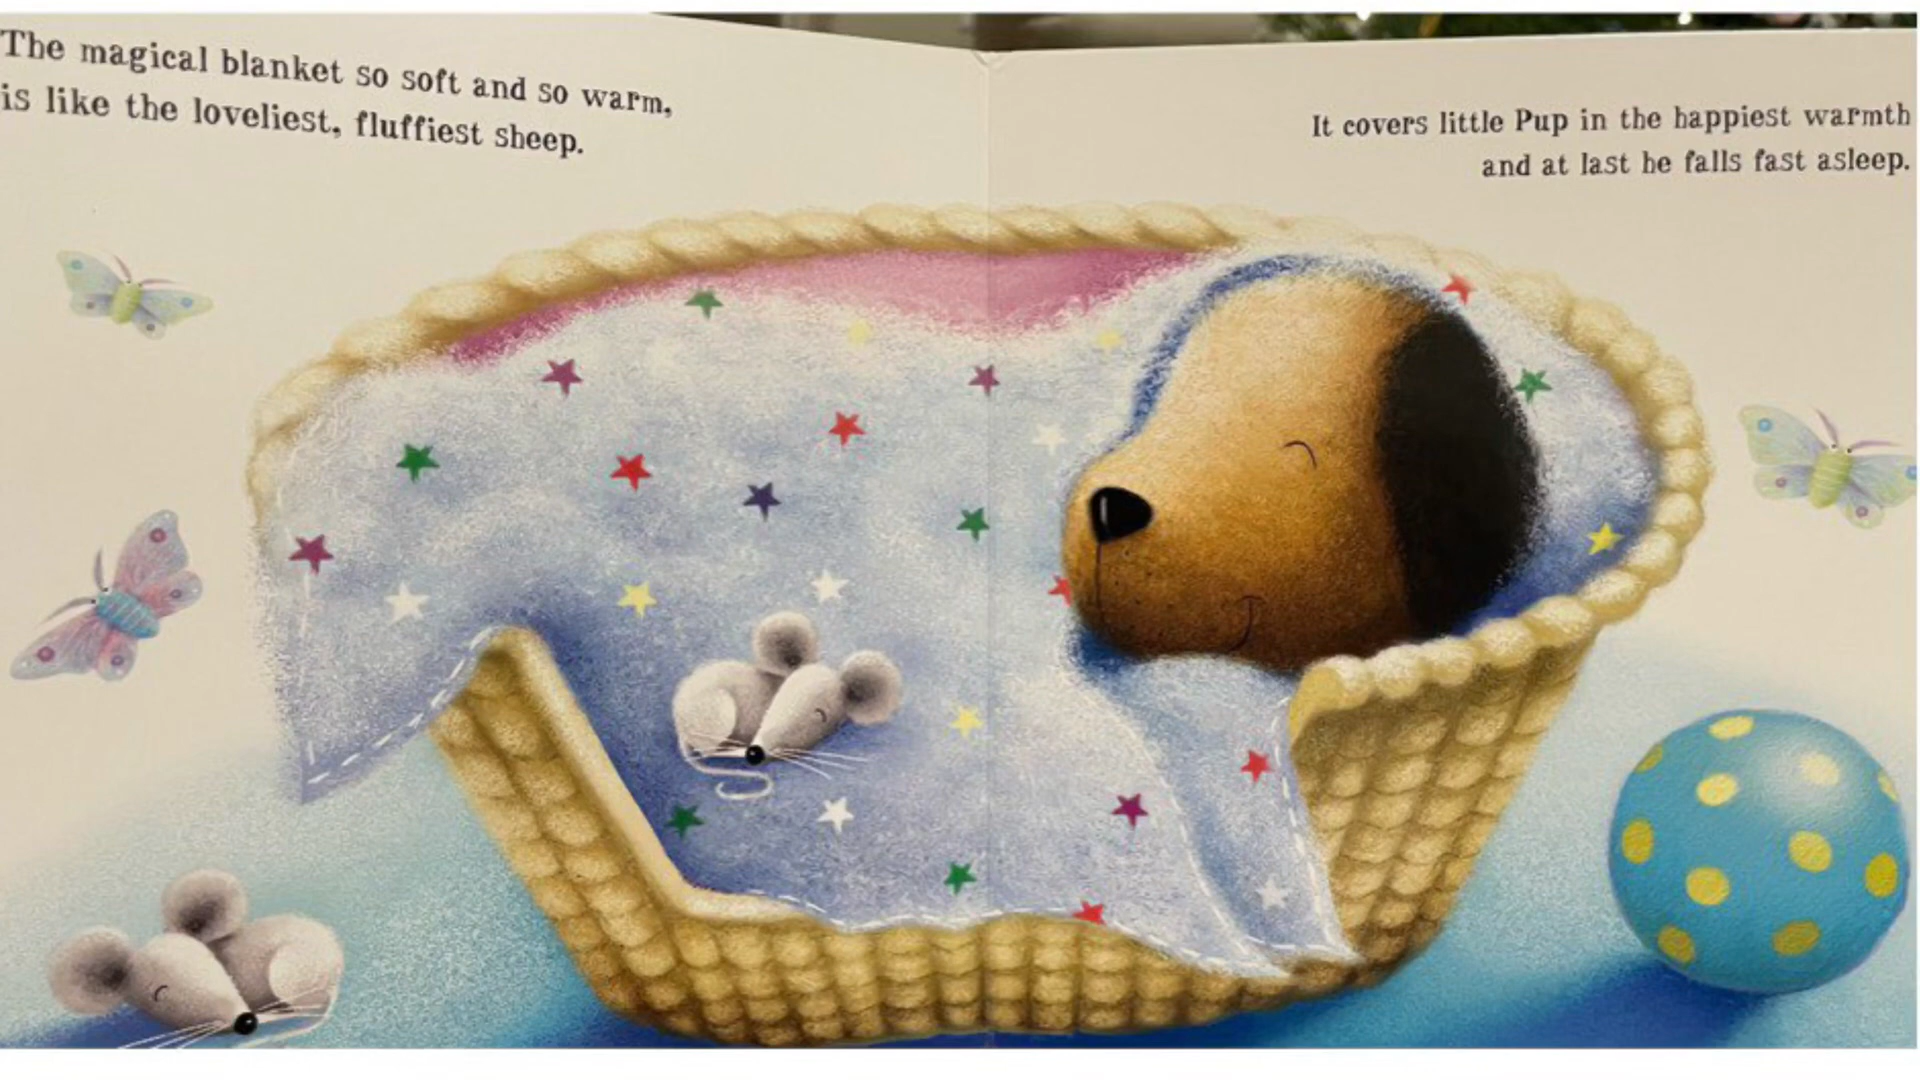 The magical blanket so soft and so warm,
is like the loveliest, fluffiest sheep.
It covers little Pup in the happiest warmth
and at last he falls fast asleep.